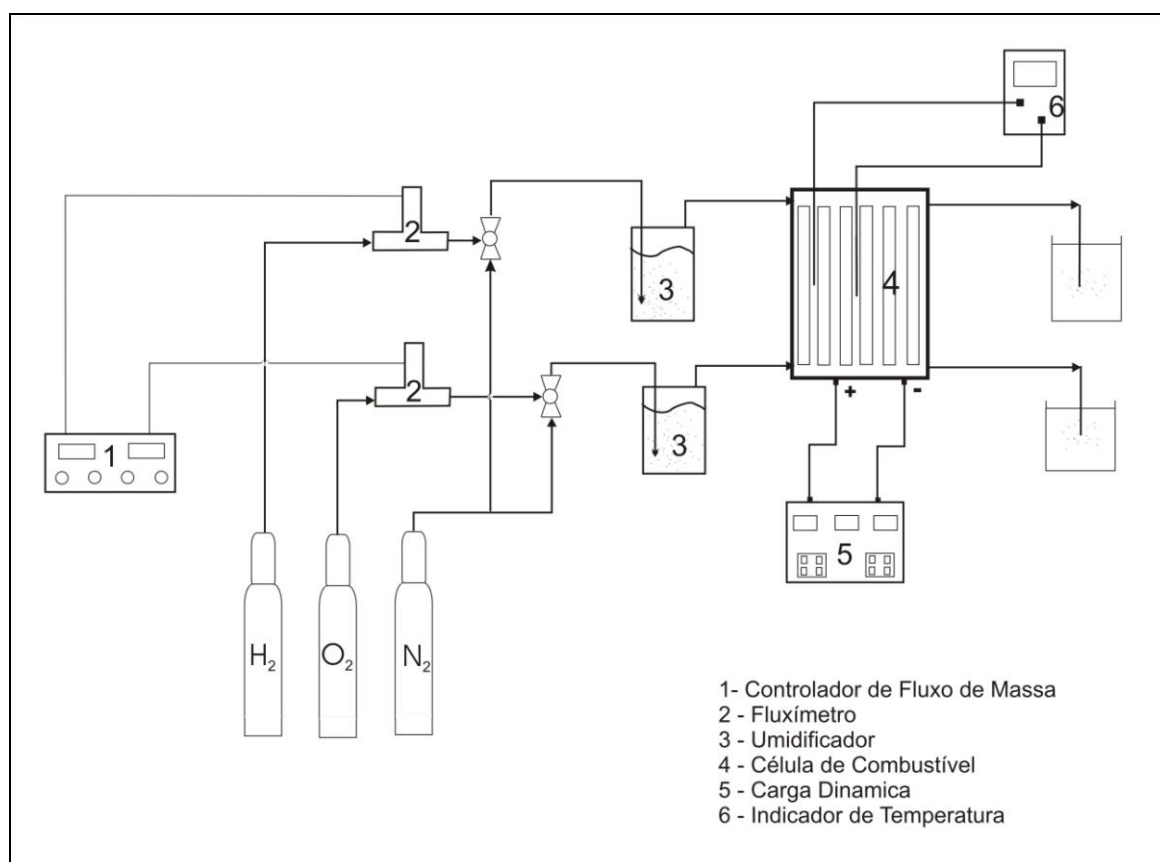 6
2
4
3
2
+ -
1
3
5
H2 O2 N2
1- Controlador de Fluxo de Massa
2 - Fluxímetro
3 - Umidificador
4 - Célula de Combustível
5 - Carga Dinamica
6 - Indicador de Temperatura